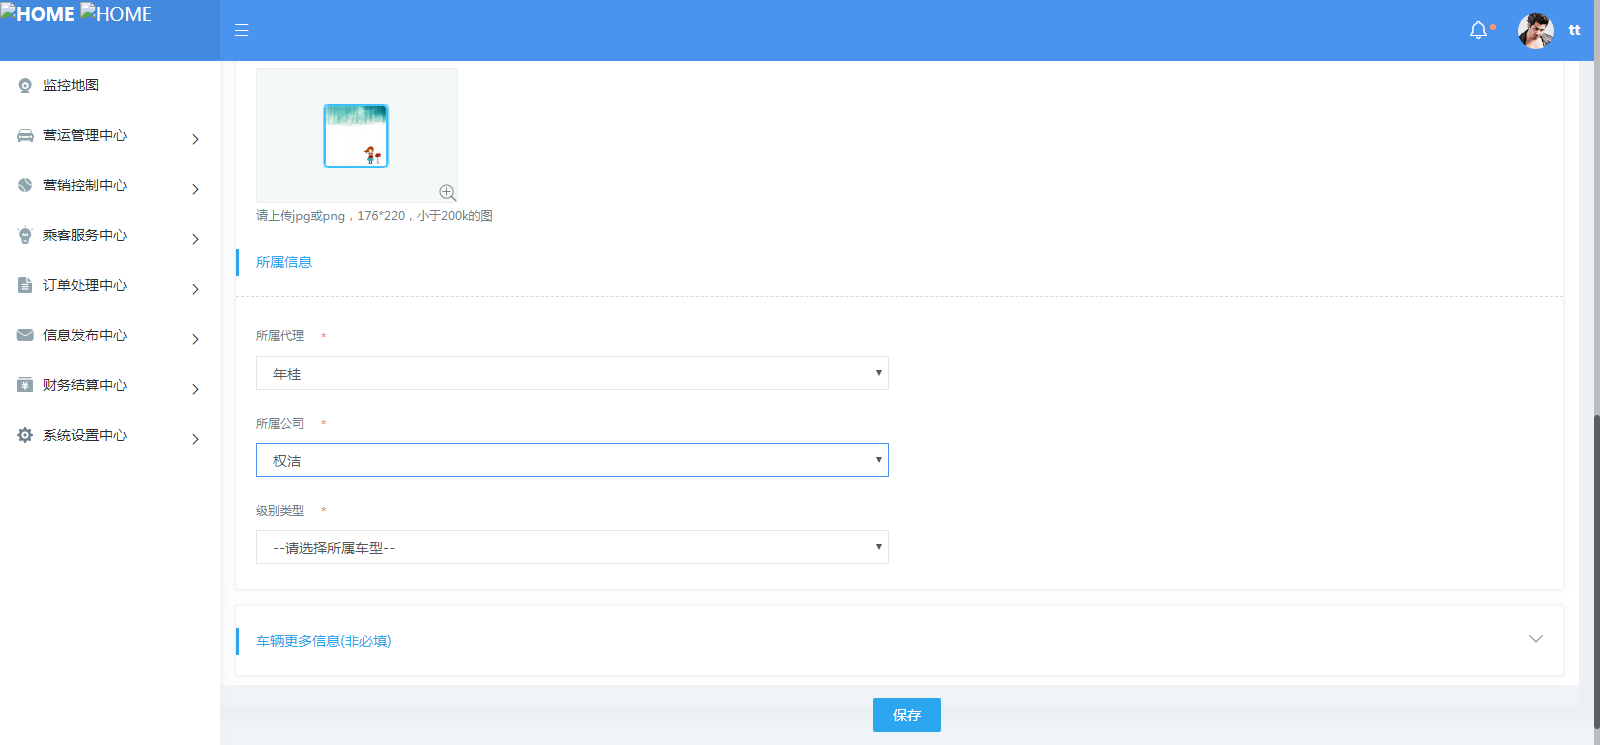 HOME HOME
tt
监控地图
营运管理中心
营销控制中心
乘客服务中心
订单处理中心
信息发布中心
财务结算中心
系统设置中心
请上传jpg或png，176*220，小于200k的图
所属信息
所属代理 *
年桂
所属公司 *
权洁
级别类型 *
--请选择所属车型--
车辆更多信息(非必填)
保存